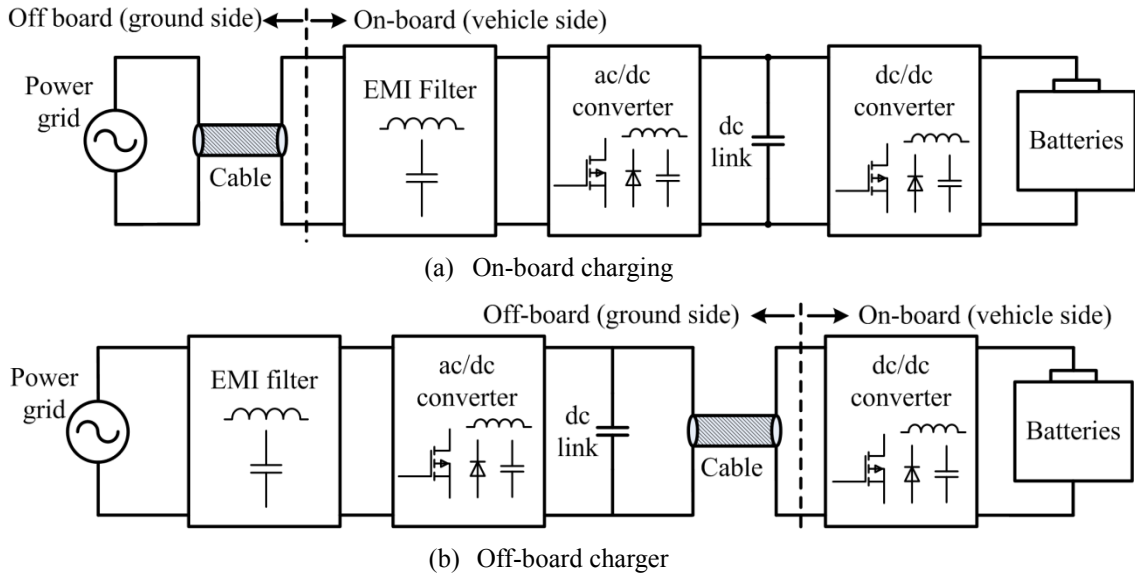 Off board (ground side)
On-board (vehicle side)
Power
grid
Cable
EMI Filter
ac/dc
converter
dc
link
dc/dc
converter
Batteries
(a) On-board charging
Off-board (ground side)
On-board (vehicle side)
Power
grid
EMI filter
ac/dc
converter
dc
link
Cable
dc/dc
converter
Batteries
(b) Off-board charger